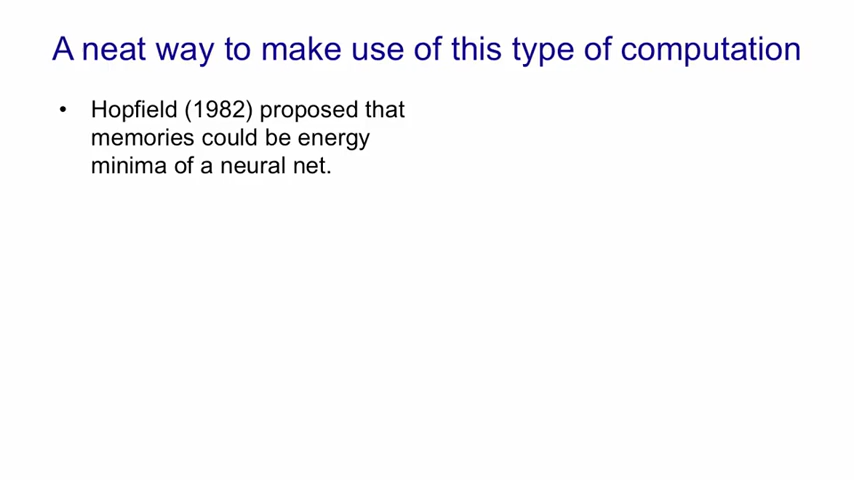 A neat way to make use of this type of computation
• Hopfield (1982) proposed that
memories could be energy
minima of a neural net.